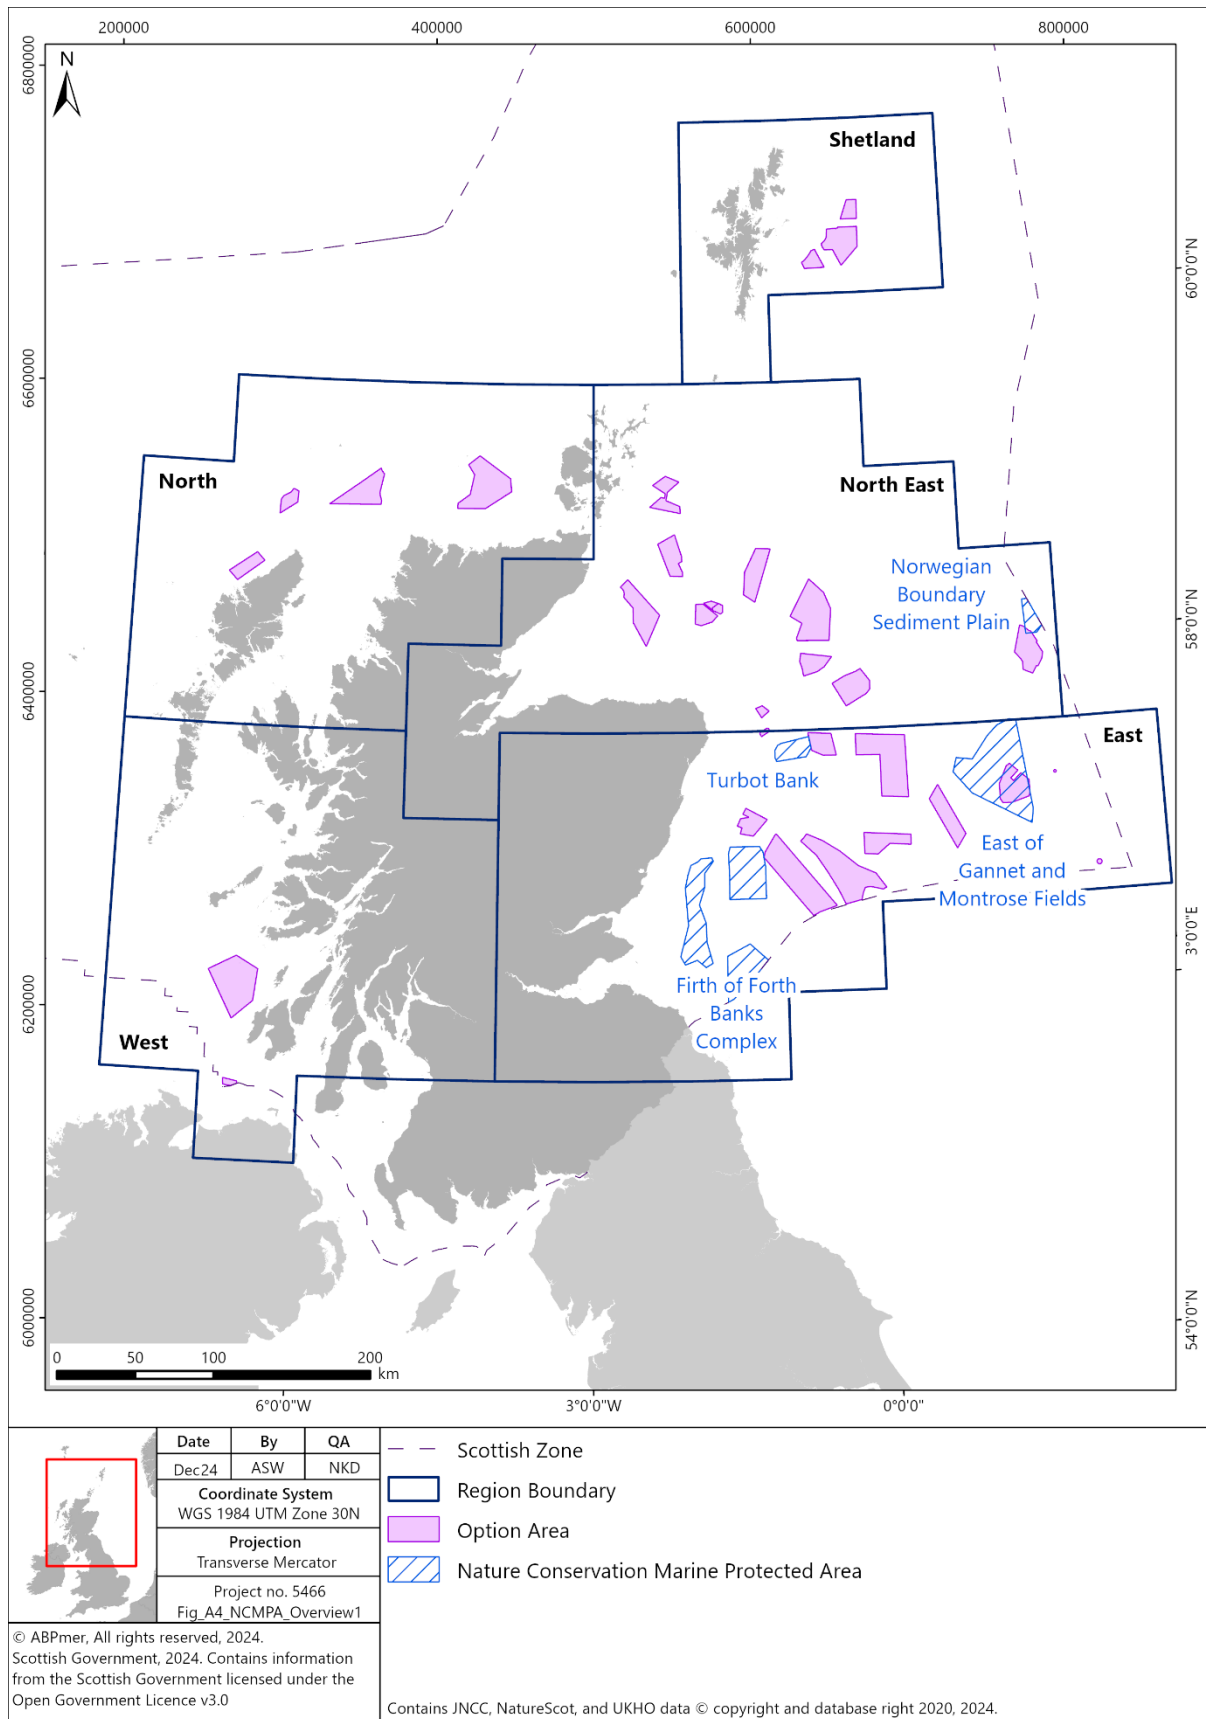 200000
400000
600000
800000
6800000
N
Shetland
60°0'0"N
6600000
North
North East
Norwegian
Boundary
Sediment Plain
58°0'0"N
6400000
East
Turbot Bank
East of
Gannet and
Montrose Fields
3°0'0"E
Firth of Forth
Banks
Complex
6200000
West
6000000
54°0'0"N
0
50
100
200
km
6°0'0"W
3°0'0"W
0°0'0"
Date
By
QA
Dec24
ASW
NKD
Coordinate System
WGS 1984 UTM Zone 30N
Projection
Transverse Mercator
Project no. 5466
Fig_A4_NCMPA_Overview1
© ABPmer, All rights reserved, 2024.
Scottish Government, 2024. Contains information
from the Scottish Government licensed under the
Open Government Licence v3.0
Scottish Zone
Region Boundary
Option Area
Nature Conservation Marine Protected Area
Contains JNCC, NatureScot, and UKHO data © copyright and database right 2020, 2024.